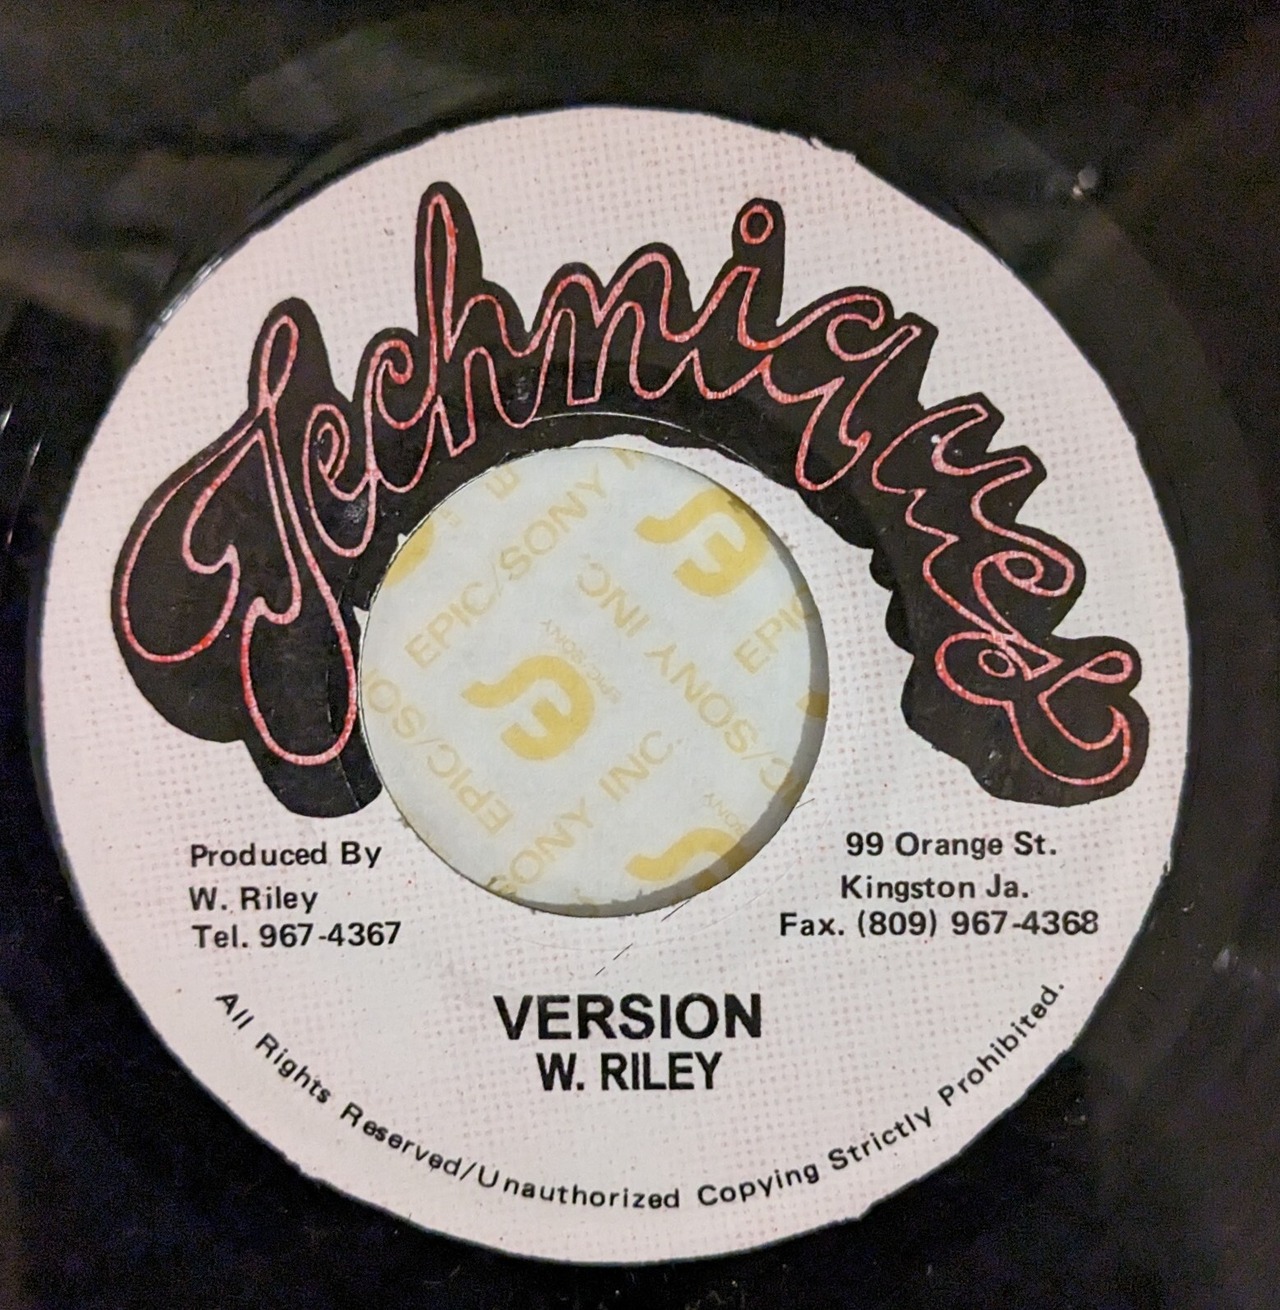 Techniques
EPIC/SONY INC.
EPIC/SONY INC.
EPIC/SONY
EPIC
SONY
Produced By
W. Riley
Tel. 967-4367
99 Orange St.
Kingston Ja.
Fax. (809) 967-4368
VERSION
W. RILEY
All Rights Reserved/Unauthorized Copying Strictly Prohibited.